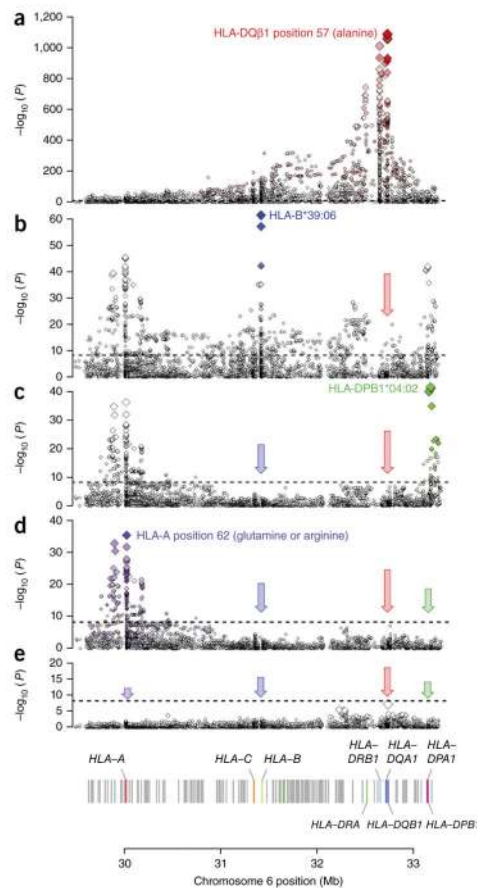 a
1,200
1,000
800
600
400
200
0
–log10 (P)
HLA-DQβ1 position 57 (alanine)
b
60
50
40
30
20
10
0
–log10 (P)
HLA-B*39:06
c
40
30
20
10
0
–log10 (P)
HLA-DPB1*04:02
d
40
30
20
10
0
–log10 (P)
HLA-A position 62 (glutamine or arginine)
e
20
15
10
5
0
–log10 (P)
HLA–A
HLA–C
HLA–B
HLA–DRB1
HLA–DQA1
HLA–DPA1
HLA–DRA
HLA–DQB1
HLA–DPB1
30 31 32 33
Chromosome 6 position (Mb)